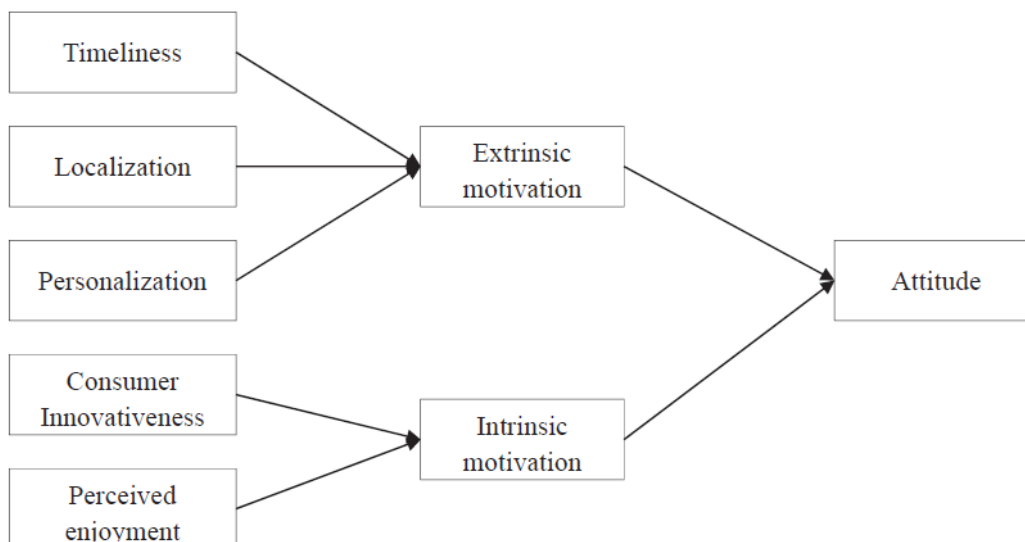 Timeliness
Localization
Extrinsic
motivation
Personalization
Attitude
Consumer
Innovativeness
Intrinsic
motivation
Perceived
enjoyment